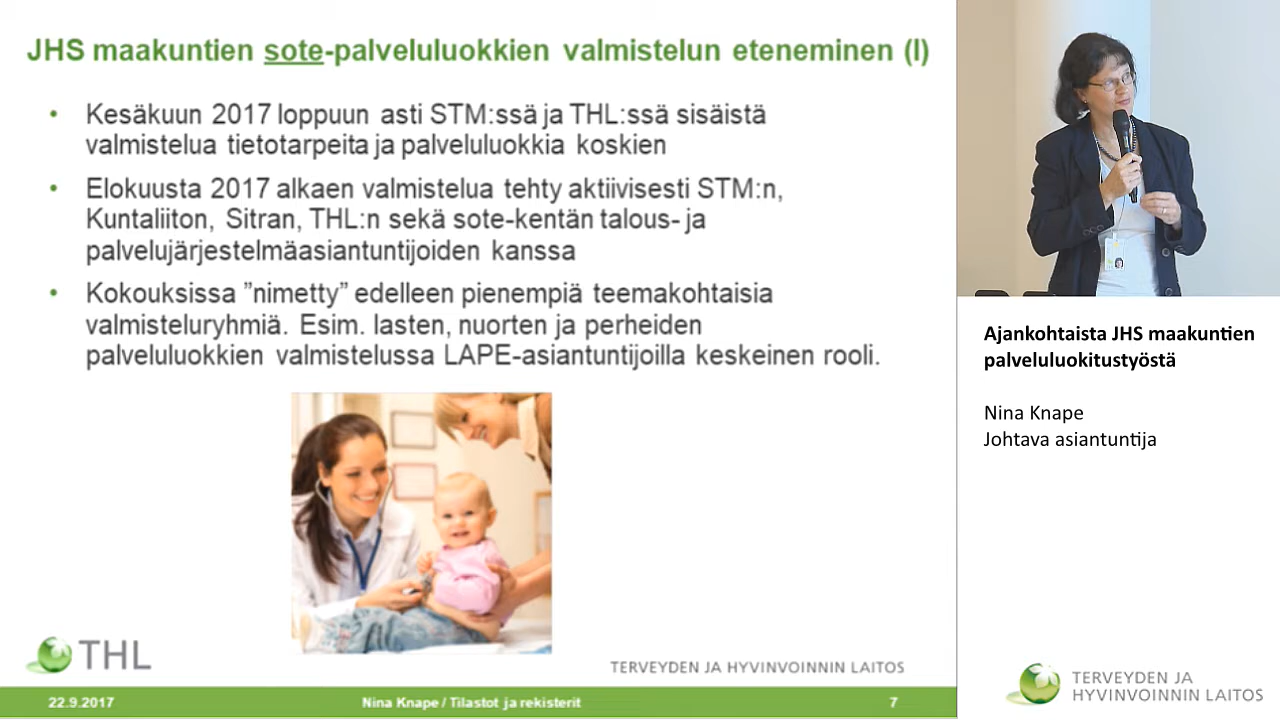 JHS maakuntien sote-palveluluokkien valmistelun eteneminen (I)
• Kesäkuun 2017 loppuun asti STM:ssä ja THL:ssä sisäistä
valmistelua tietotarpeita ja palveluluokkia koskien
• Elokuusta 2017 alkaen valmistelua tehty aktiivisesti STM:n,
Kuntaliiton, Sitran, THL:n sekä sote-kentän talous- ja
palvelujärjestelmäasiantuntijoiden kanssa
• Kokouksissa ”nimetty” edelleen pienempiä teemakohtaisia
valmisteluryhmiä. Esim. lasten, nuorten ja perheiden
palveluluokkien valmistelussa LAPE-asiantuntijoilla keskeinen rooli.
THL
TERVEYDEN JA HYVINVOINNIN LAITOS
22.9.2017
Nina Knape / Tilastot ja rekisterit
7
Ajankohtaista JHS maakuntien
palveluluokitustyöstä
Nina Knape
Johtava asiantuntija
TERVEYDEN JA
HYVINVOINNIN LAITOS